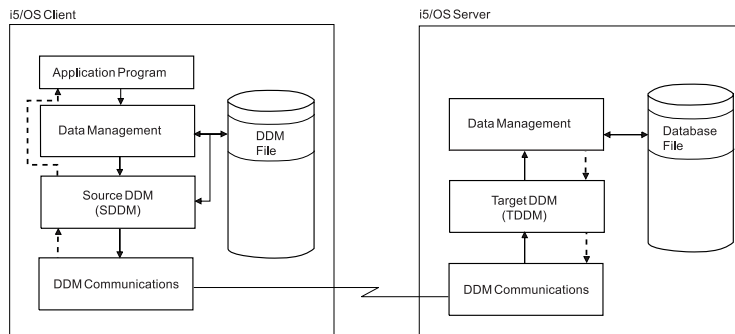 i5/OS Client
Application Program
Data Management
DDM
File
Source DDM
(SDDM)
DDM Communications
i5/OS Server
Data Management
Database
File
Target DDM
(TDDM)
DDM Communications